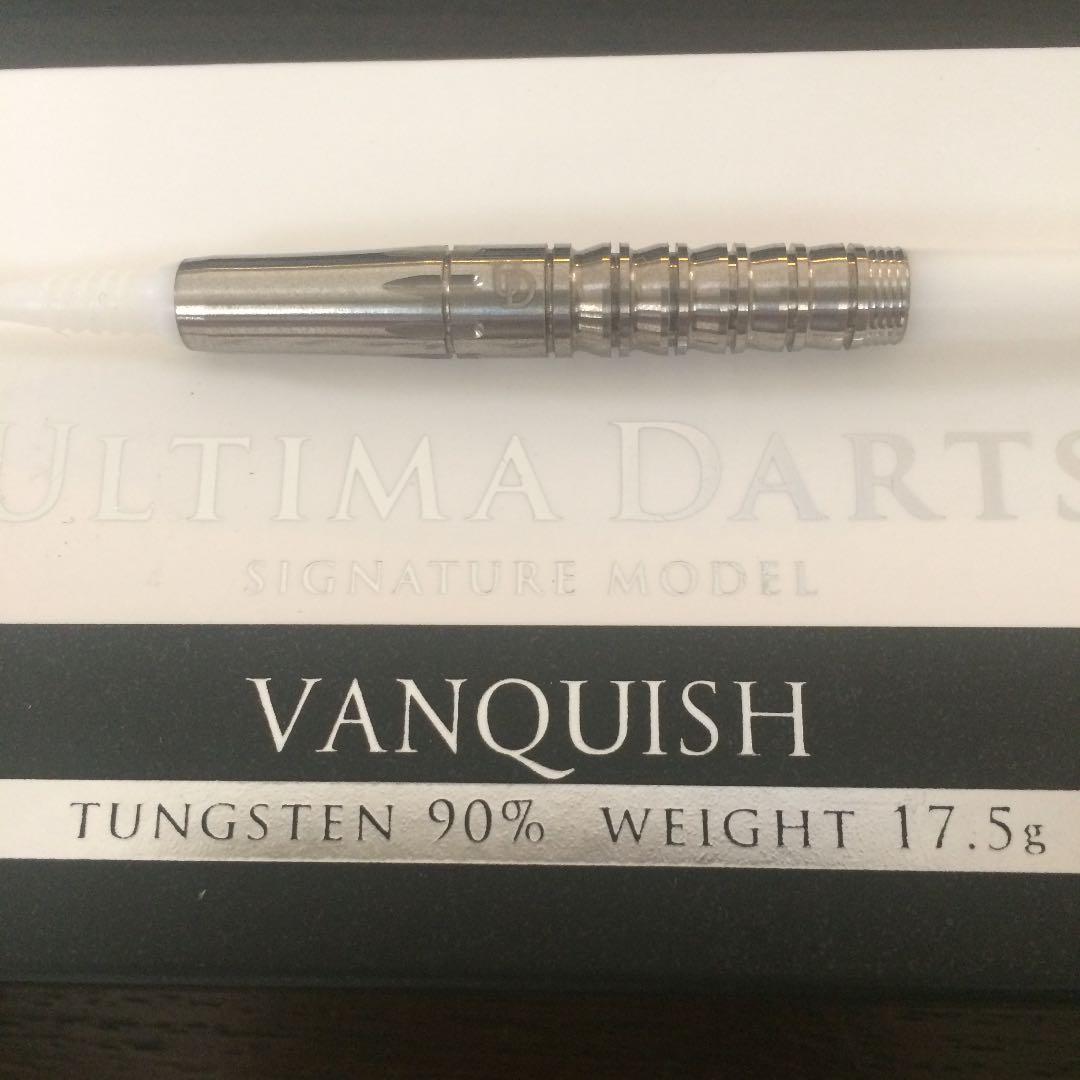 ULTIMA DARTS
SIGNATURE MODEL
VANQUISH
TUNGSTEN 90% WEIGHT 17.5g